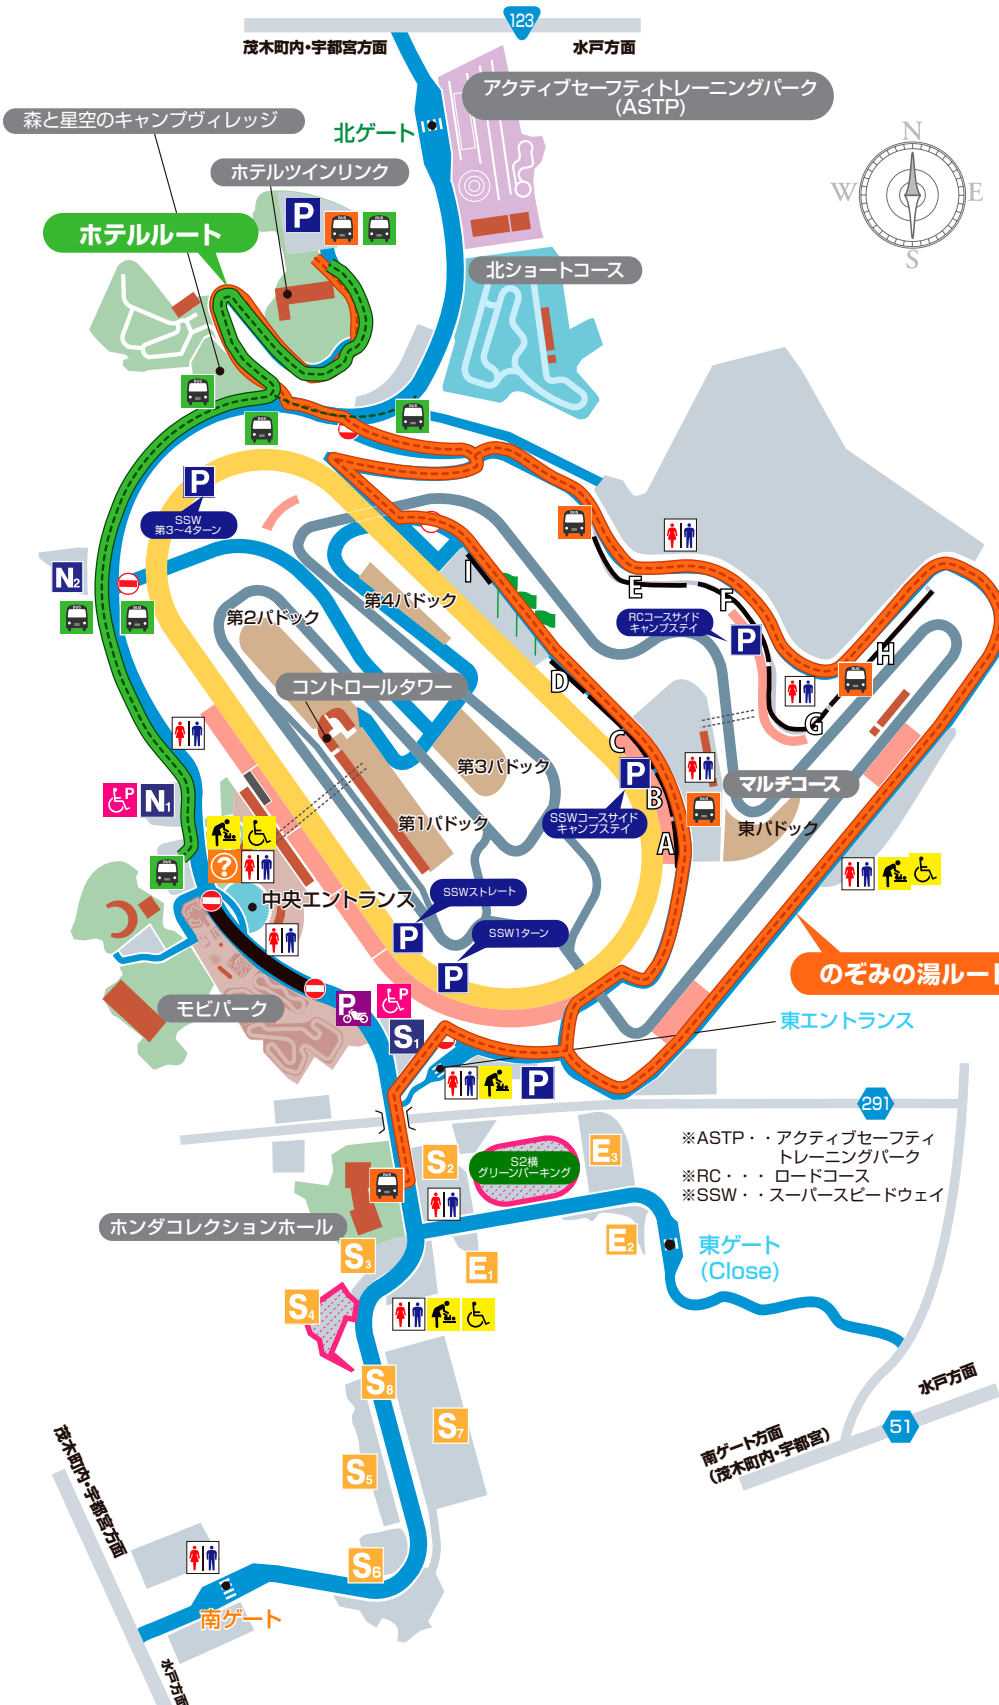 123
茂木町内・宇都宮方面
水戸方面
アクティブセーフティトレーニングパーク
(ASTP)
森と星空のキャンプヴィレッジ
北ゲート
ホテルツインリンク
N
W
E
S
P
BUS
BUS
ホテルルート
北ショートコース
BUS
BUS
BUS
P
SSW
第3〜4ターン
BUS
I
N2
E
F
第4パドック
RCコースサイド
キャンプステイ
P
BUS
BUS
第2パドック
H
BUS
D
コントロールタワー
G
C
第3パドック
P
マルチコース
P
N1
B
BUS
SSWコースサイド
キャンプステイ
第1パドック
東パドック
A
?
BUS
SSWストレート
中央エントランス
P
SSW1ターン
P
のぞみの湯ルート
モビパーク
P
P
S1
東エントランス
P
291
※ASTP・・アクティブセーフティ
トレーニングパーク
※RC・・・ ロードコース
※SSW・・スーパースピードウェイ
S2
S2横
グリーンパーキング
E3
BUS
ホンダコレクションホール
S3
E1
E2
東ゲート
(Close)
S4
S8
水戸方面
S7
51
南ゲート方面
(茂木町内・宇都宮)
茂木町内・宇都宮方面
S5
S6
南ゲート
水戸方面